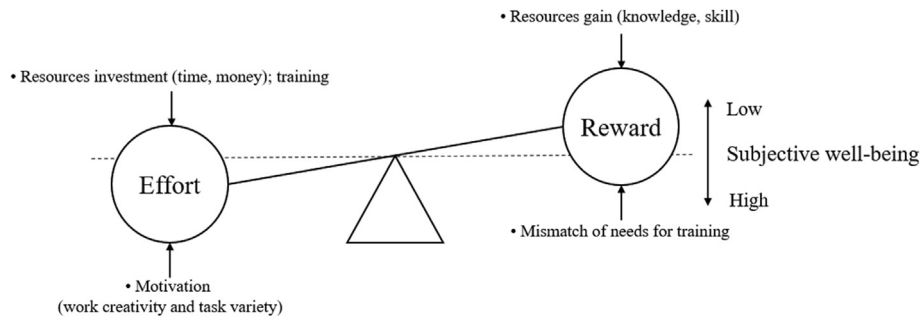 • Resources gain (knowledge, skill)
• Resources investment (time, money); training
Low
Reward
Subjective well-being
Effort
High
• Mismatch of needs for training
• Motivation
(work creativity and task variety)